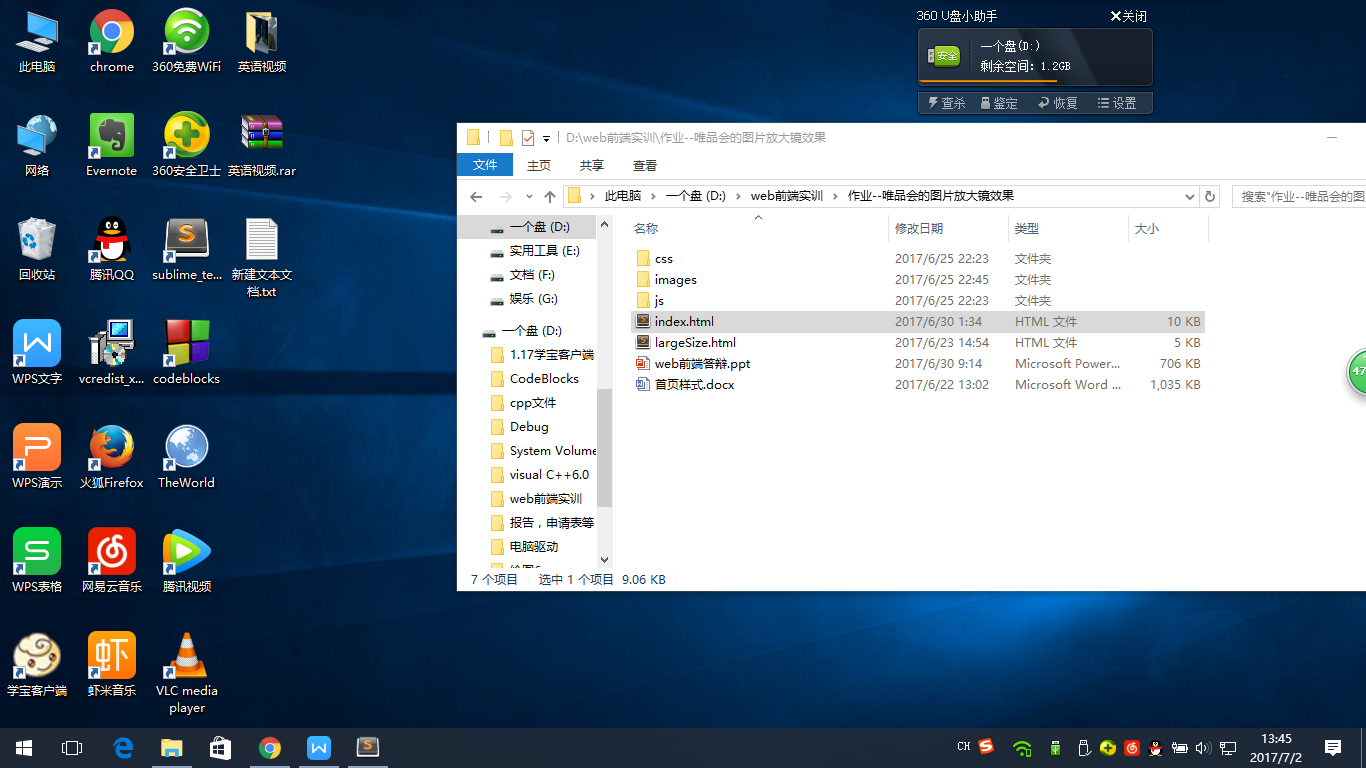 此电脑
chrome
360免费WiFi
英语视频
网络
Evernote
360安全卫士
英语视频.rar
回收站
腾讯QQ
sublime_te...
新建文本文
档.txt
WPS文字
vcredist_x...
codeblocks
WPS演示
火狐Firefox
TheWorld
WPS表格
网易云音乐
腾讯视频
学宝客户端
虾米音乐
VLC media
player
360 U盘小助手
关闭
安全
一个盘(D:)
剩余空间: 1.2GB
查杀
鉴定
恢复
设置
D:\web前端实训\作业--唯品会的图片放大镜效果
文件
主页
共享
查看
此电脑
一个盘 (D:)
web前端实训
作业--唯品会的图片放大镜效果
搜索"作业--唯品会的图
一个盘 (D:)
实用工具 (E:)
文档 (F:)
娱乐 (G:)
一个盘 (D:)
1.17学宝客户端
CodeBlocks
cpp文件
Debug
System Volume
visual C++6.0
web前端实训
报告，申请表等
电脑驱动
名称 修改日期 类型 大小
css 2017/6/25 22:23 文件夹
images 2017/6/25 22:45 文件夹
js 2017/6/25 22:23 文件夹
index.html 2017/6/30 1:34 HTML 文件 10 KB
largeSize.html 2017/6/23 14:54 HTML 文件 5 KB
web前端答辩.ppt 2017/6/30 9:14 Microsoft Power... 706 KB
首页样式.docx 2017/6/22 13:02 Microsoft Word ... 1,035 KB
7 个项目 选中 1 个项目 9.06 KB
47
CH
13:45
2017/7/2